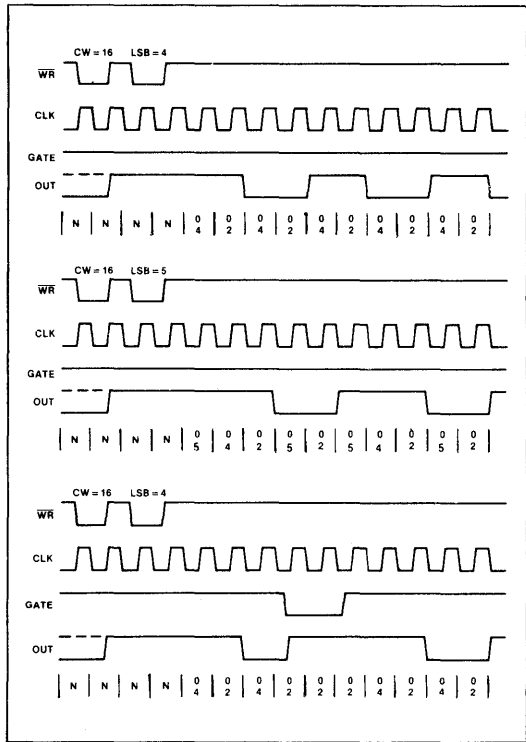 CW = 16 LSB = 4
WR
CLK
GATE
OUT
N N N N 0 0 0 0 0 0 0 0 0 0
4 2 4 2 4 2 4 2 4 2
CW = 16 LSB = 5
WR
CLK
GATE
OUT
N N N N 0 0 0 0 0 0 0 0 0 0
5 4 2 5 2 5 4 2 5 2
CW = 16 LSB = 4
WR
CLK
GATE
OUT
N N N N 0 0 0 0 0 0 0 0 0 0
4 2 4 2 2 2 4 2 4 2